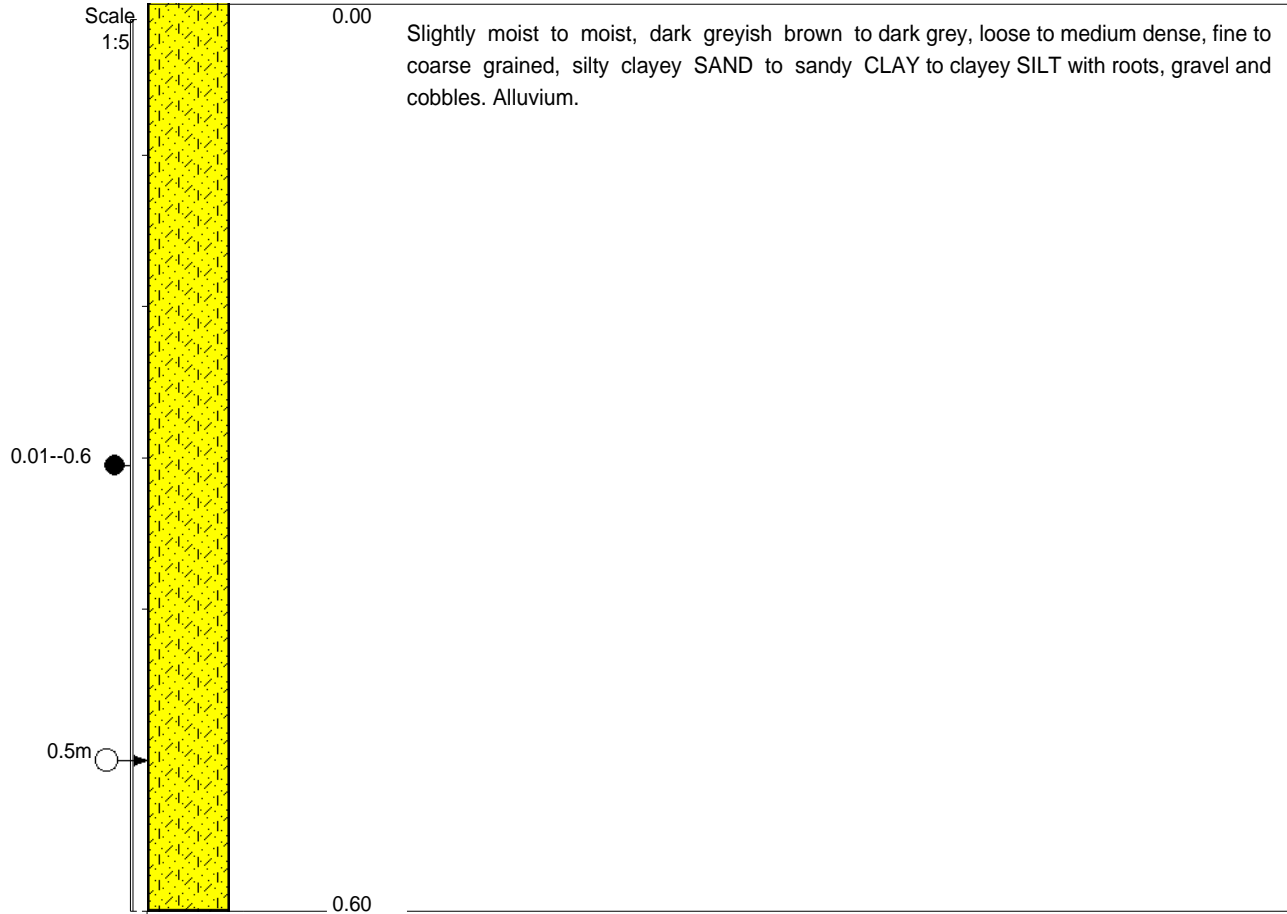 Scale
1:5
0.00
Slightly moist to moist, dark greyish brown to dark grey, loose to medium dense, fine to
coarse grained, silty clayey SAND to sandy CLAY to clayey SILT with roots, gravel and
cobbles. Alluvium.
0.01--0.6
0.5m
0.60